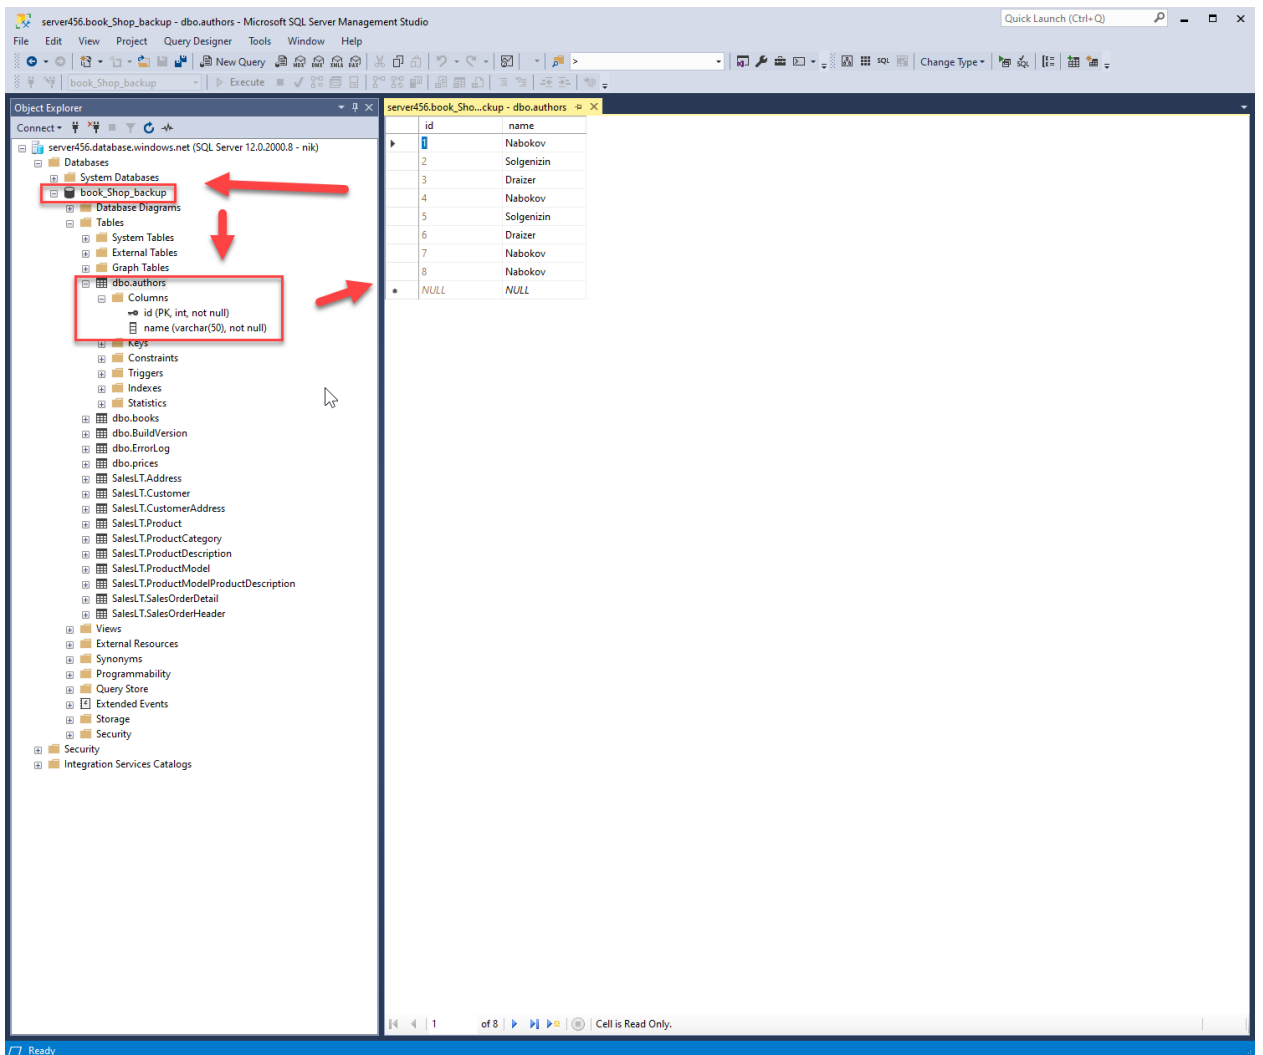 server456.book_Shop_backup - dbo.authors - Microsoft SQL Server Management Studio
Quick Launch (Ctrl+Q)
File Edit View Project Query Designer Tools Window Help
New Query MDX DMX XMLA DAX > SQL Change Type
book_Shop_backup Execute
Object Explorer
Connect
server456.database.windows.net (SQL Server 12.0.2000.8 - nik)
Databases
System Databases
book_Shop_backup
Database Diagrams
Tables
System Tables
External Tables
Graph Tables
dbo.authors
Columns
id (PK, int, not null)
name (varchar(50), not null)
Keys
Constraints
Triggers
Indexes
Statistics
dbo.books
dbo.BuildVersion
dbo.ErrorLog
dbo.prices
SalesLT.Address
SalesLT.Customer
SalesLT.CustomerAddress
SalesLT.Product
SalesLT.ProductCategory
SalesLT.ProductDescription
SalesLT.ProductModel
SalesLT.ProductModelProductDescription
SalesLT.SalesOrderDetail
SalesLT.SalesOrderHeader
Views
External Resources
Synonyms
Programmability
Query Store
Extended Events
Storage
Security
Security
Integration Services Catalogs
server456.book_Sho...ckup - dbo.authors
id name
1 Nabokov
2 Solgenizin
3 Draizer
4 Nabokov
5 Solgenizin
6 Draizer
7 Nabokov
8 Nabokov
NULL NULL
1 of 8 Cell is Read Only.
Ready